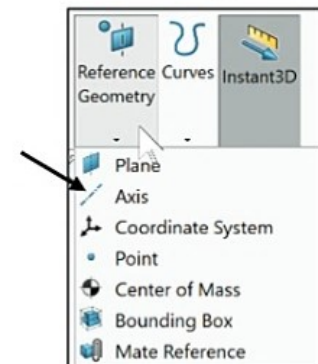 Reference Curves Instant3D
Geometry
Plane
Axis
Coordinate System
Point
Center of Mass
Bounding Box
Mate Reference